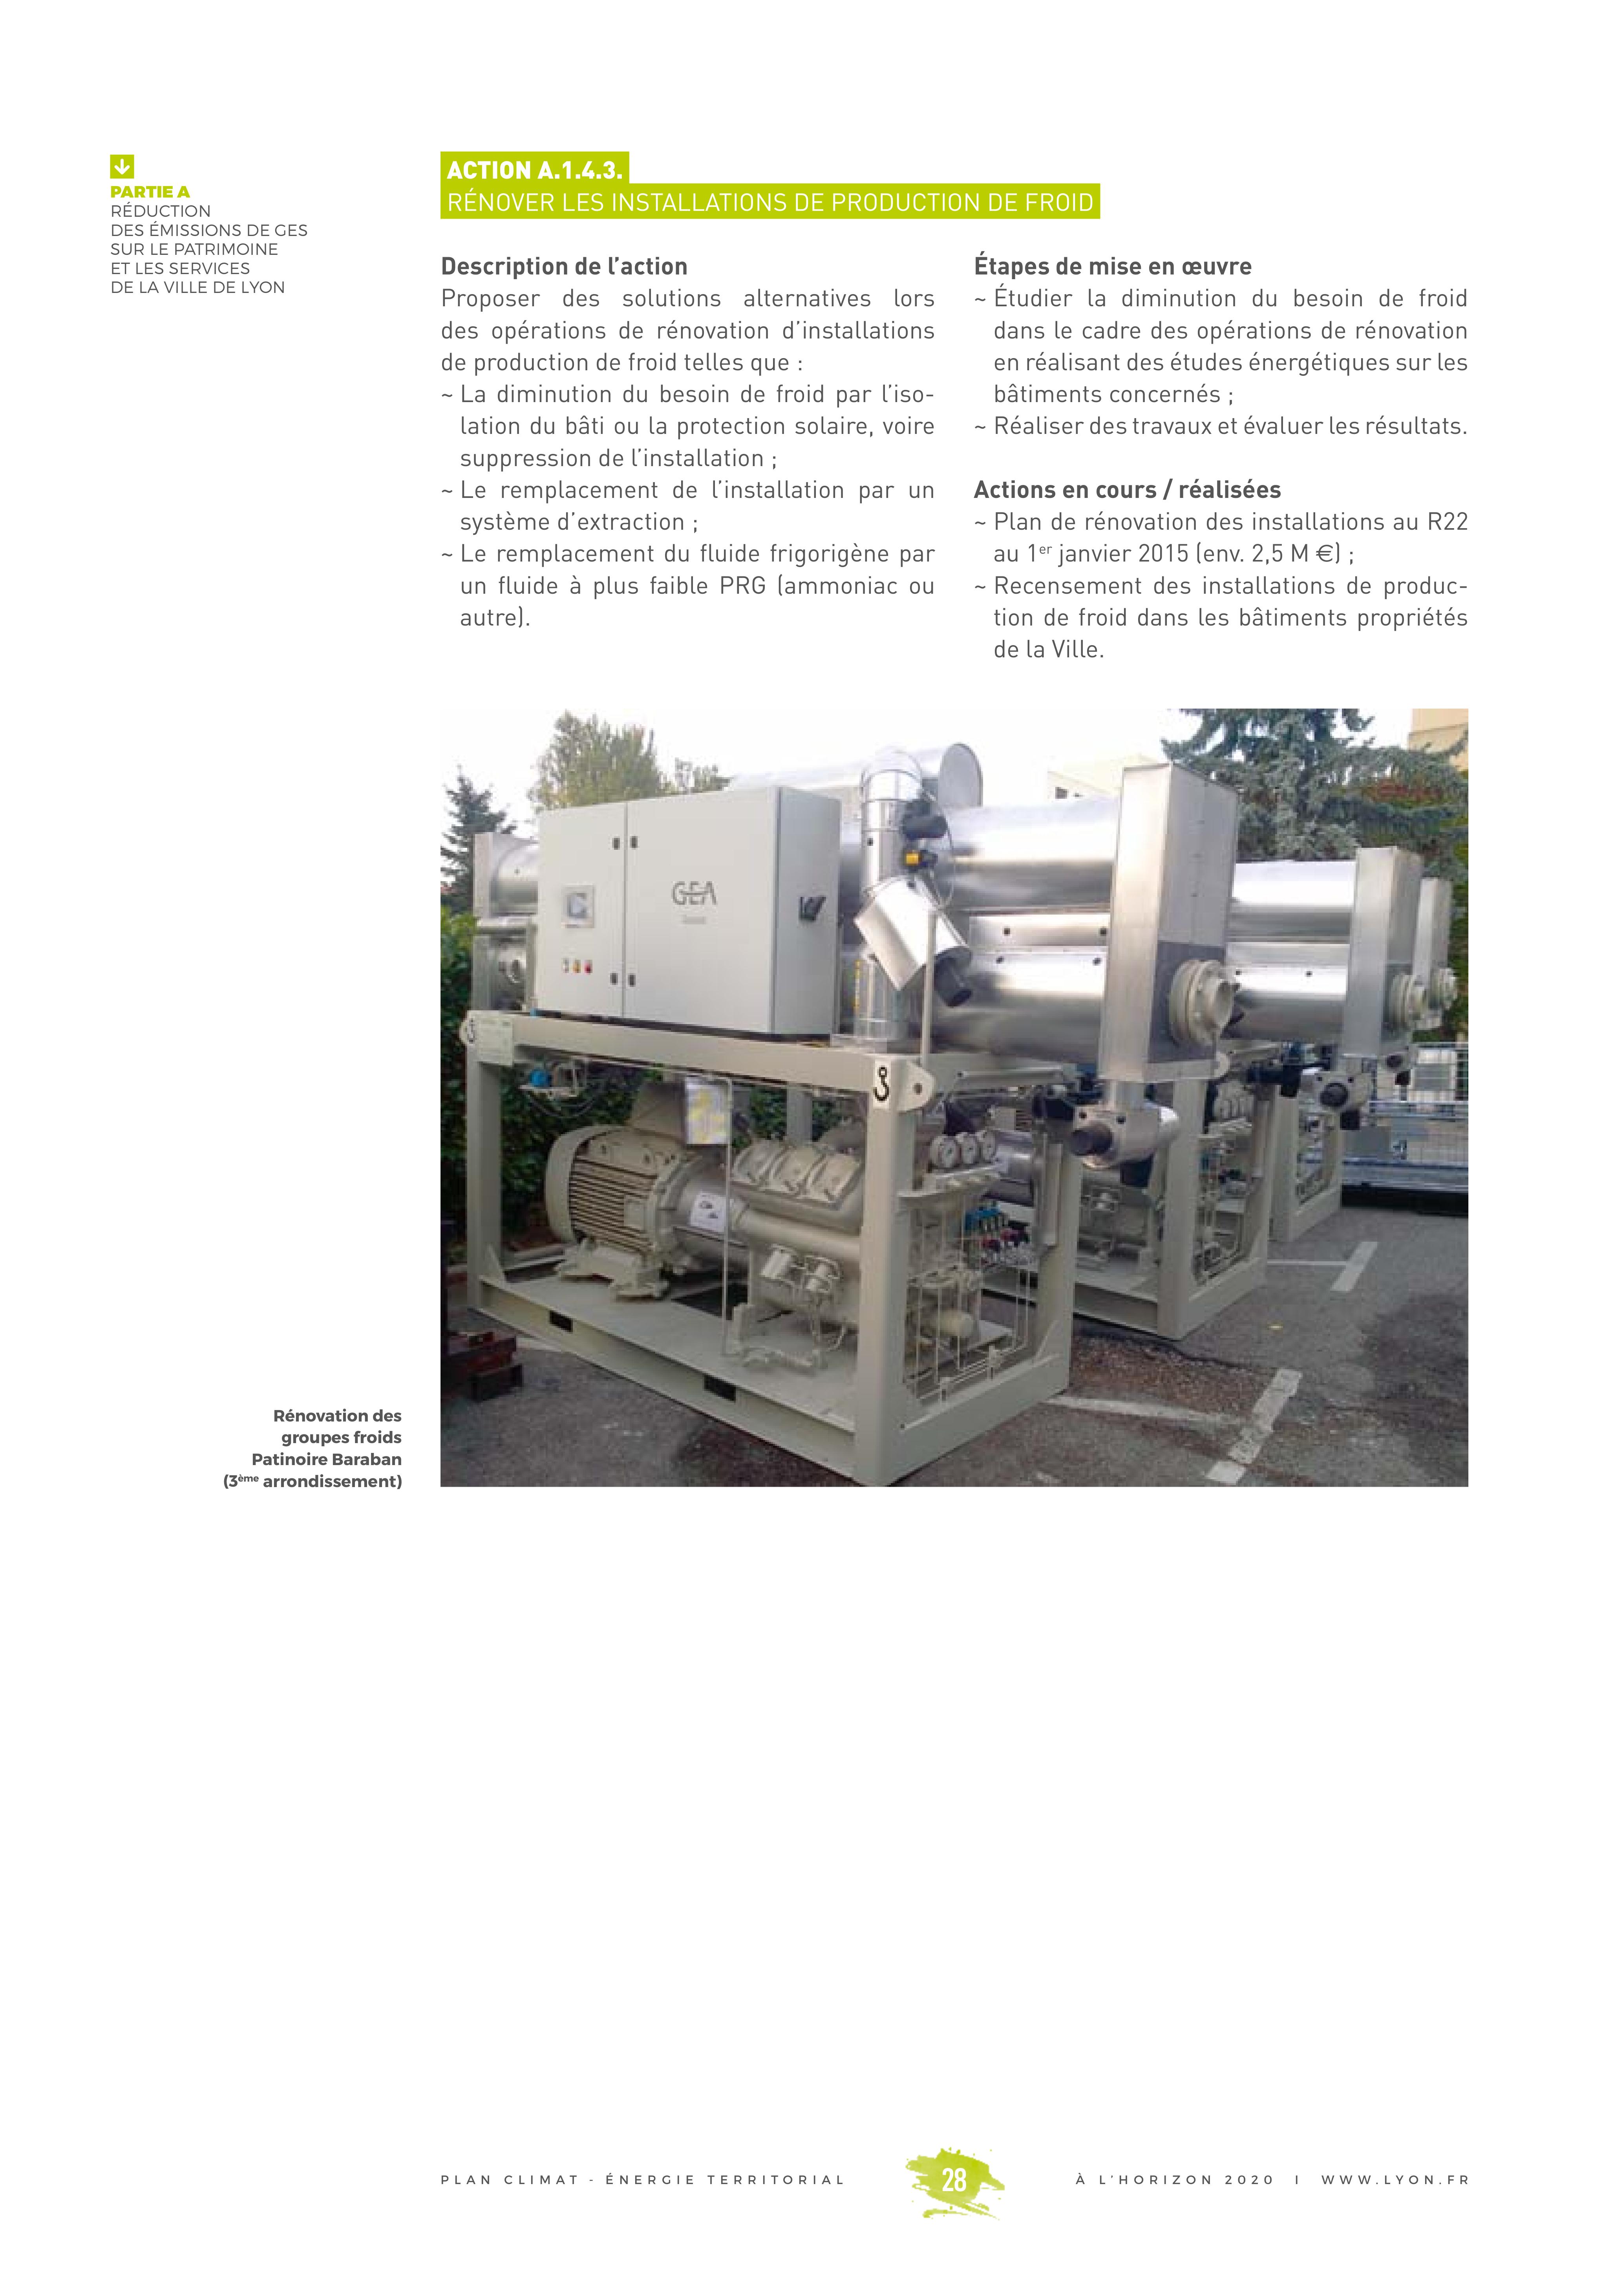 PARTIE A
RÉDUCTION
DES ÉMISSIONS DE GES
SUR LE PATRIMOINE
ET LES SERVICES
DE LA VILLE DE LYON
ACTION A.1.4.3.
RÉNOVER LES INSTALLATIONS DE PRODUCTION DE FROID
Description de l’action
Proposer des solutions alternatives lors
des opérations de rénovation d’installations
de production de froid telles que :
~ La diminution du besoin de froid par l’iso-
lation du bâti ou la protection solaire, voire
suppression de l’installation ;
~ Le remplacement de l’installation par un
système d’extraction ;
~ Le remplacement du fluide frigorigène par
un fluide à plus faible PRG (ammoniac ou
autre).
Étapes de mise en œuvre
~ Étudier la diminution du besoin de froid
dans le cadre des opérations de rénovation
en réalisant des études énergétiques sur les
bâtiments concernés ;
~ Réaliser des travaux et évaluer les résultats.
Actions en cours / réalisées
~ Plan de rénovation des installations au R22
au 1er janvier 2015 (env. 2,5 M €) ;
~ Recensement des installations de produc-
tion de froid dans les bâtiments propriétés
de la Ville.
GEA
Rénovation des
groupes froids
Patinoire Baraban
(3ème arrondissement)
PLAN CLIMAT - ÉNERGIE TERRITORIAL
28
À L'HORIZON 2020 I WWW.LYON.FR